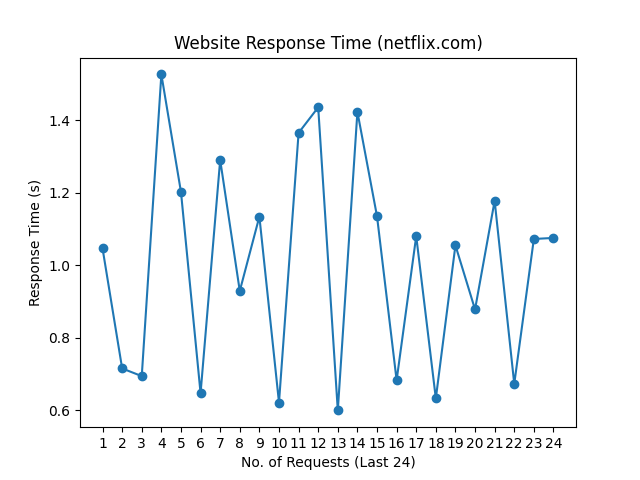 Website Response Time (netflix.com)
Response Time (s)
1.4
1.2
1.0
0.8
0.6
1 2 3 4 5 6 7 8 9 10 11 12 13 14 15 16 17 18 19 20 21 22 23 24
No. of Requests (Last 24)